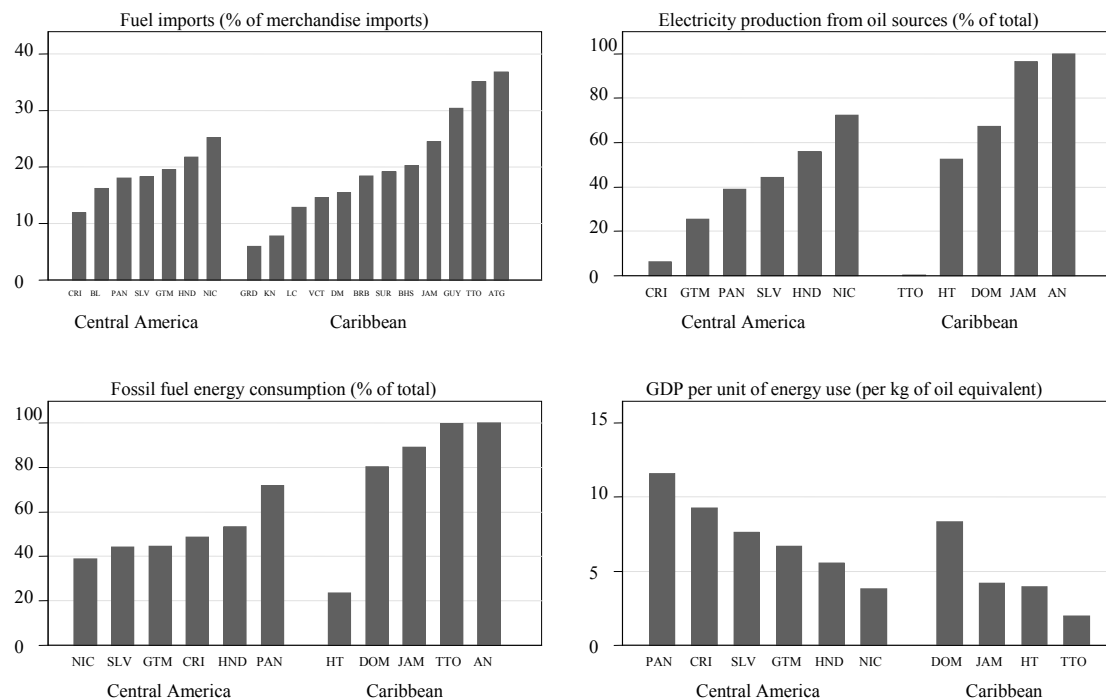 Fuel imports (% of merchandise imports)
40
30
20
10
0
CRI BL PAN SLV GTM HND NIC GRD KN LC VCT DM BRB SUR BHS JAM GUY TTO ATG
Central America Caribbean
Electricity production from oil sources (% of total)
100
80
60
40
20
0
CRI GTM PAN SLV HND NIC TTO HT DOM JAM AN
Central America Caribbean
Fossil fuel energy consumption (% of total)
100
80
60
40
20
0
NIC SLV GTM CRI HND PAN HT DOM JAM TTO AN
Central America Caribbean
GDP per unit of energy use (per kg of oil equivalent)
15
10
5
0
PAN CRI SLV GTM HND NIC DOM JAM HT TTO
Central America Caribbean